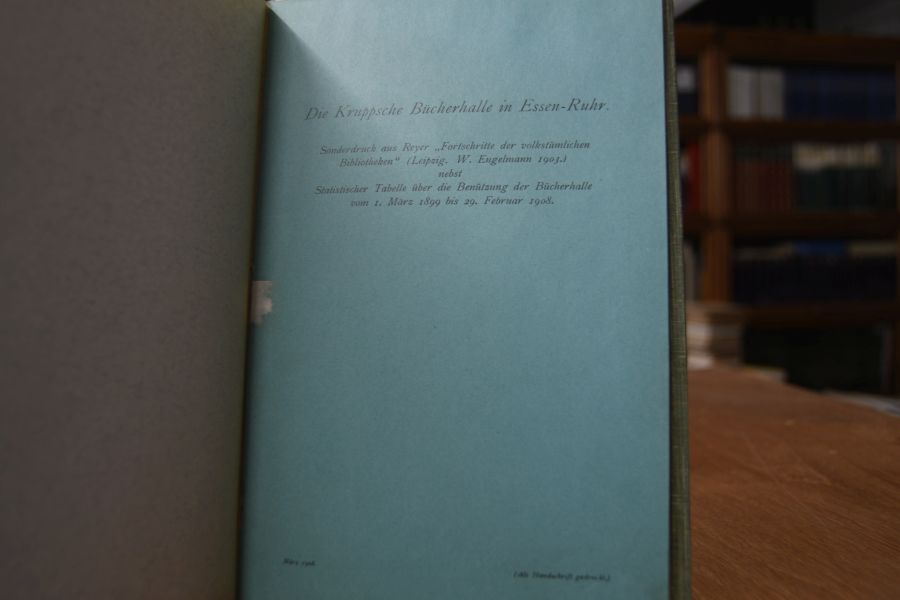 Die Kruppsche Bücherhalle in Essen-Ruhr.
Sonderdruck aus Reyer „Fortschritte der volkstümlichen
Bibliotheken“ (Leipzig. W. Engelmann 1903.)
nebst
Statistischer Tabelle über die Benützung der Bücherhalle
vom 1. März 1899 bis 29. Februar 1908.
März 1908.
(Als Handschrift gedruckt.)